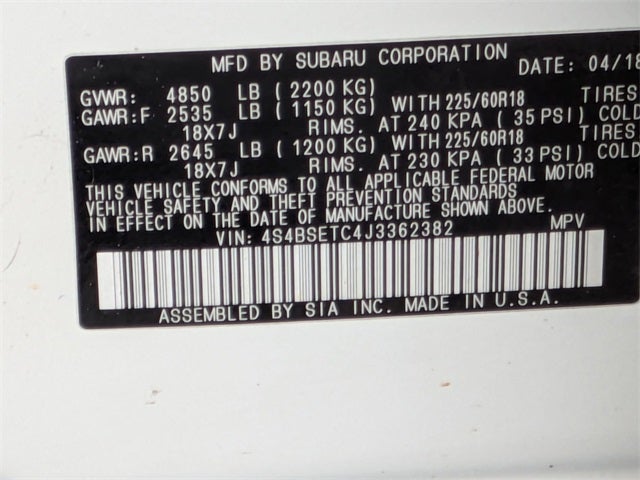 MFD BY SUBARU CORPORATION DATE: 04/18
GVWR: 4850 LB ( 2200 KG)
GAWR:F 2535 LB ( 1150 KG) WITH 225/60R18 TIRES
18X7J RIMS. AT 240 KPA ( 35 PSI) COLD
GAWR:R 2645 LB ( 1200 KG) WITH 225/60R18 TIRES
18X7J RIMS. AT 230 KPA ( 33 PSI) COLD
THIS VEHICLE CONFORMS TO ALL APPLICABLE FEDERAL MOTOR
VEHICLE SAFETY AND THEFT PREVENTION STANDARDS
IN EFFECT ON THE DATE OF MANUFACTURE SHOWN ABOVE.
VIN: 4S4BSETC4J3362382 MPV
ASSEMBLED BY SIA INC. MADE IN U.S.A.